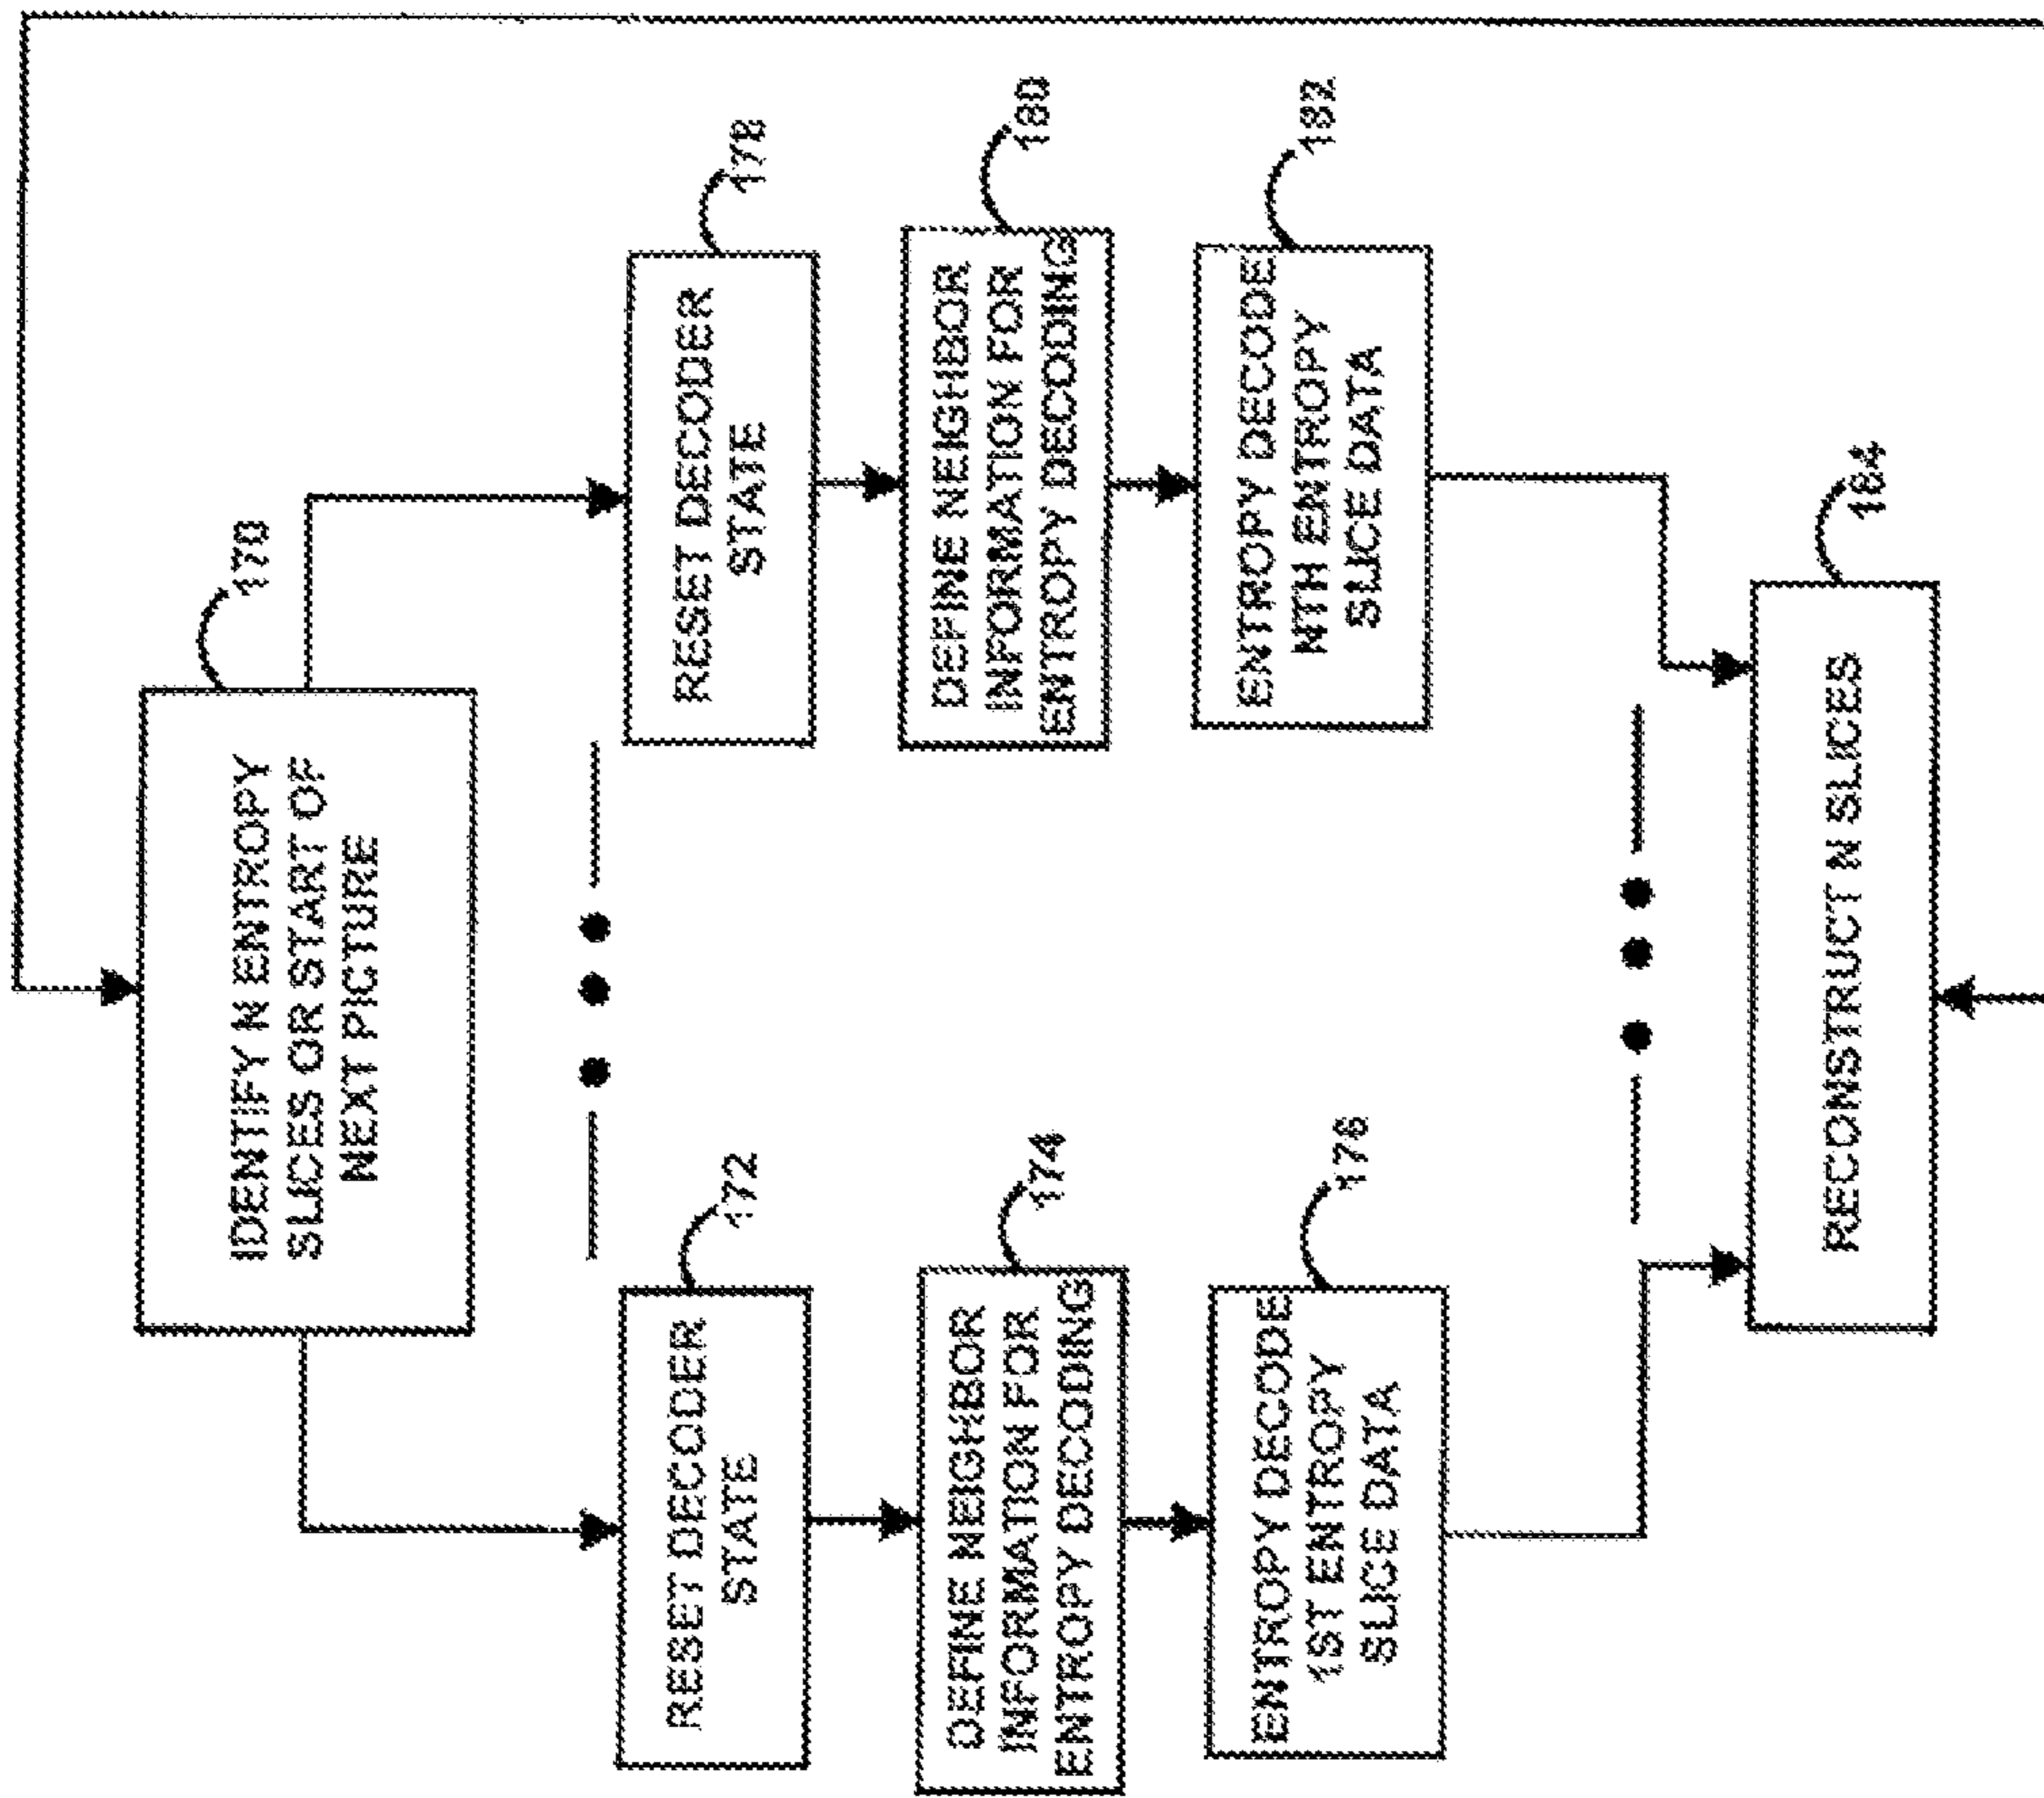 IDENTIFY N ENTROPY
SLICES OR START OF
NEXT PICTURE
170
RESET DECODER
STATE
172
DEFINE NEIGHBOR
INFORMATION FOR
ENTROPY DECODING
174
ENTROPY DECODE
1ST ENTROPY
SLICE DATA
176
RESET DECODER
STATE
178
DEFINE NEIGHBOR
INFORMATION FOR
ENTROPY DECODING
180
ENTROPY DECODE
NTH ENTROPY
SLICE DATA
182
RECONSTRUCT N SLICES
184